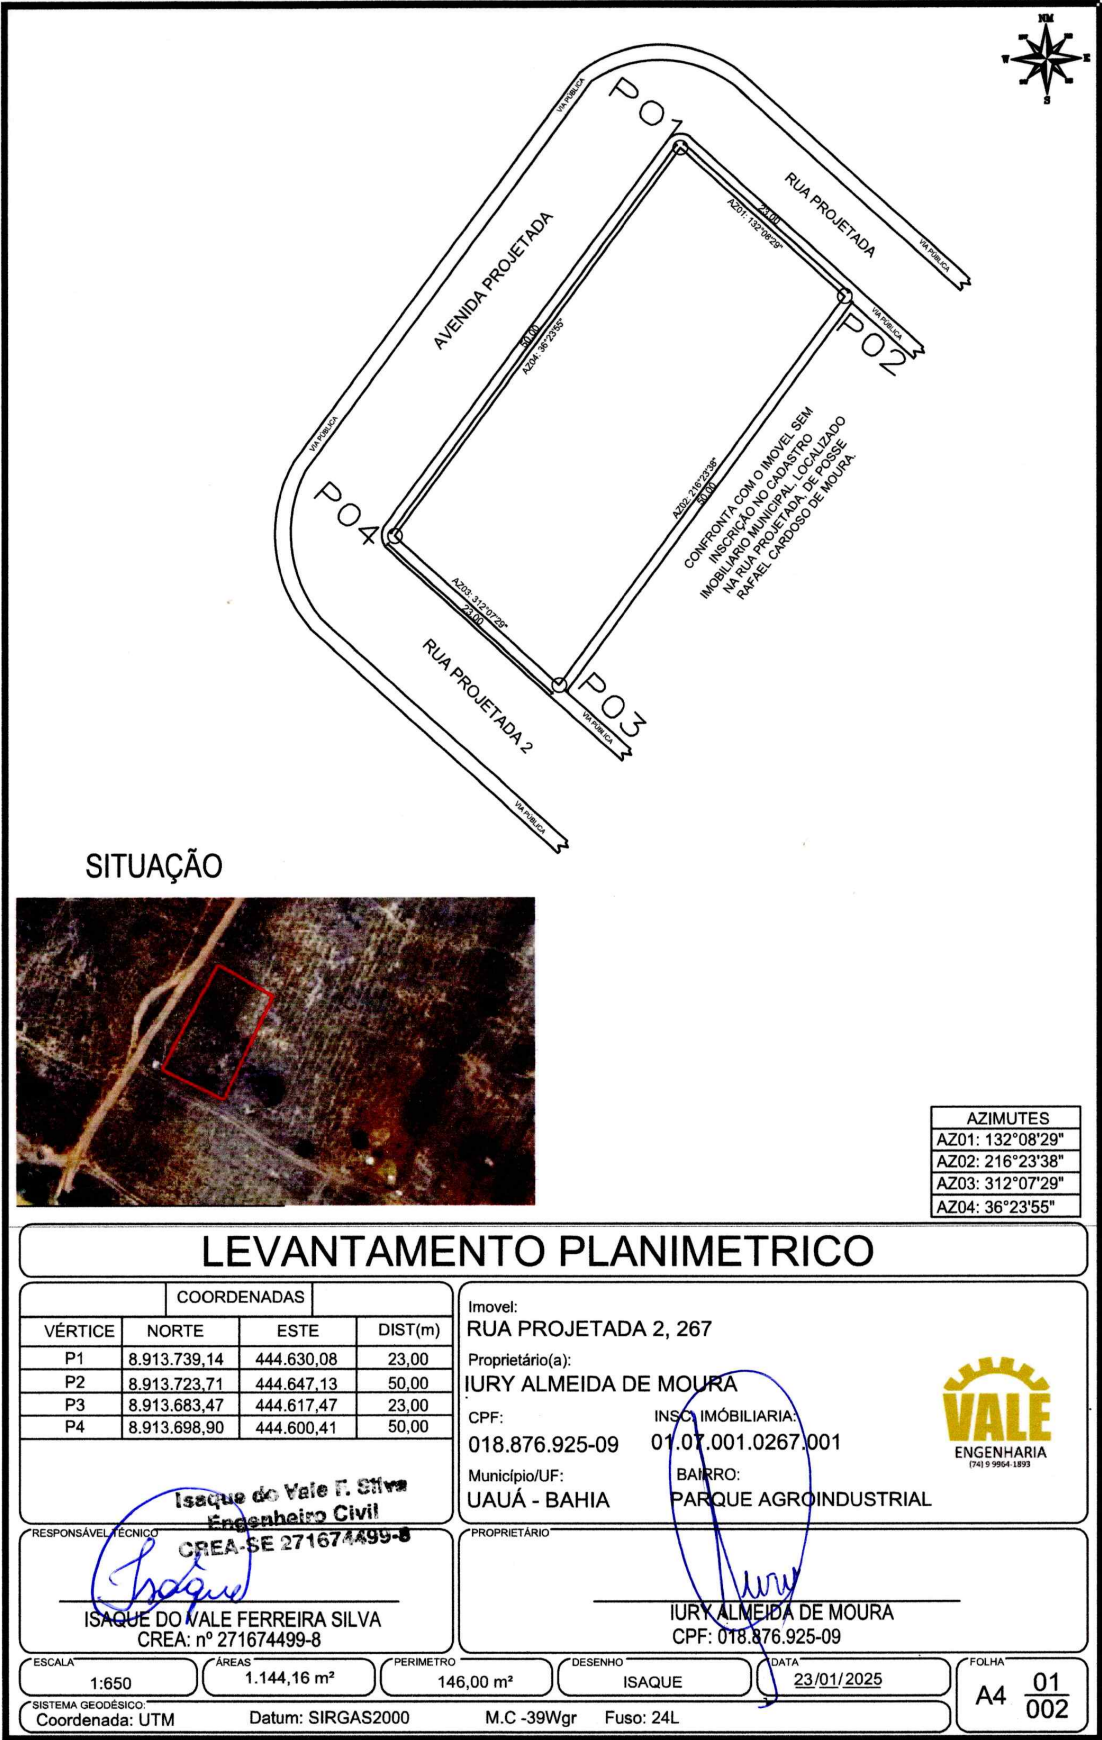 NM
W
E
S
VIA PÚBLICA
P01
RUA PROJETADA
VIA PÚBLICA
23,00
AZ01: 132°08'29"
AVENIDA PROJETADA
50,00
AZ04: 36°23'55"
VIA PÚBLICA
P02
VIA PÚBLICA
AZ02: 216°23'38"
50,00
CONFRONTA COM O IMOVEL SEM
INSCRIÇÃO NO CADASTRO
IMOBILIARIO MUNICIPAL, LOCALIZADO
NA RUA PROJETADA, DE POSSE
RAFAEL CARDOSO DE MOURA.
P04
AZ03: 312°07'29"
23,00
RUA PROJETADA 2
P03
VIA PÚBLICA
VIA PÚBLICA
SITUAÇÃO
AZIMUTES
AZ01: 132°08'29"
AZ02: 216°23'38"
AZ03: 312°07'29"
AZ04: 36°23'55"
LEVANTAMENTO PLANIMETRICO
COORDENADAS
VÉRTICE NORTE ESTE DIST(m)
P1 8.913.739,14 444.630,08 23,00
P2 8.913.723,71 444.647,13 50,00
P3 8.913.683,47 444.617,47 23,00
P4 8.913.698,90 444.600,41 50,00
Imovel:
RUA PROJETADA 2, 267
Proprietário(a):
IURY ALMEIDA DE MOURA
CPF: INSC. IMÓBILIARIA:
018.876.925-09 01.07.001.0267.001
Município/UF: BAIRRO:
UAUÁ - BAHIA PARQUE AGROINDUSTRIAL
VALE
ENGENHARIA
(74) 9 9964-1893
Isaque do Vale F. Silva
Engenheiro Civil
CREA-SE 271674499-8
RESPONSÁVEL TÉCNICO
Isaque
ISAQUE DO VALE FERREIRA SILVA
CREA: nº 271674499-8
PROPRIETÁRIO
Iury
IURY ALMEIDA DE MOURA
CPF: 018.876.925-09
ESCALA
1:650
ÁREAS
1.144,16 m²
PERIMETRO
146,00 m²
DESENHO
ISAQUE
DATA
23/01/2025
FOLHA
A4 01
002
SISTEMA GEODÉSICO:
Coordenada: UTM Datum: SIRGAS2000 M.C -39Wgr Fuso: 24L